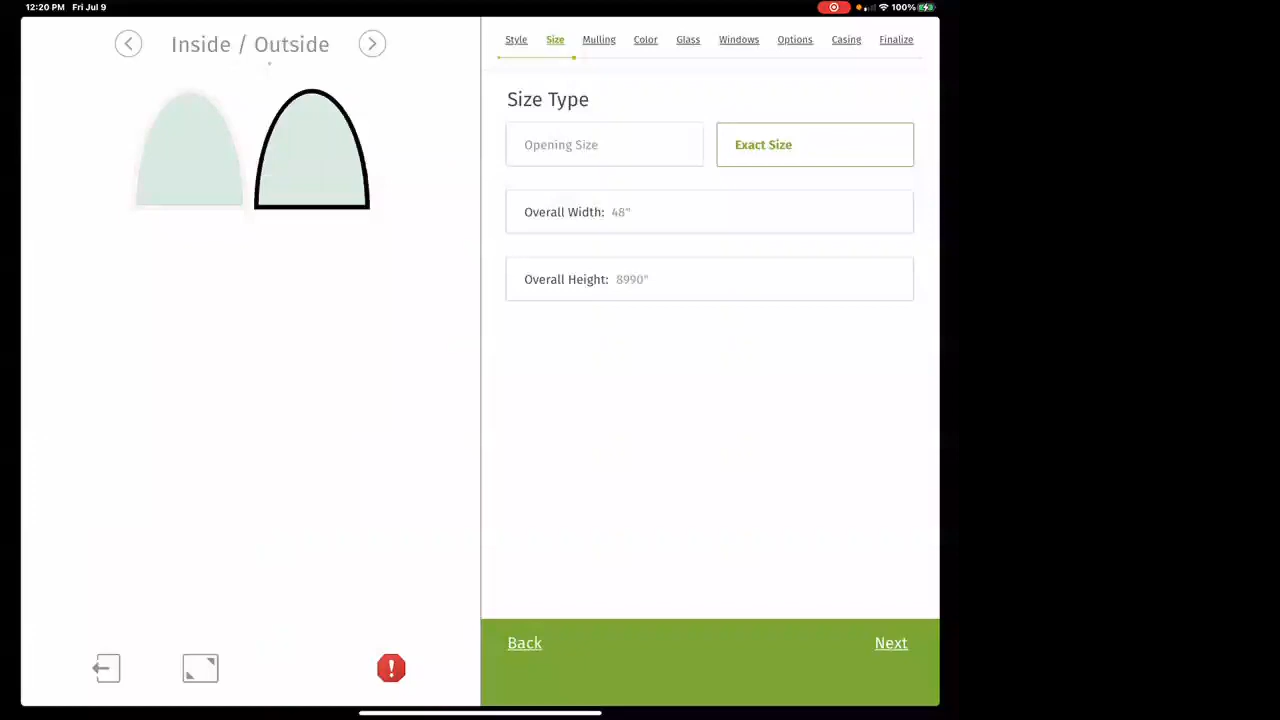 12:20 PM Fri Jul 9
100%
Inside / Outside
Style Size Mulling Color Glass Windows Options Casing Finalize
Size Type
Opening Size
Exact Size
Overall Width: 48"
Overall Height: 8990"
Back
Next